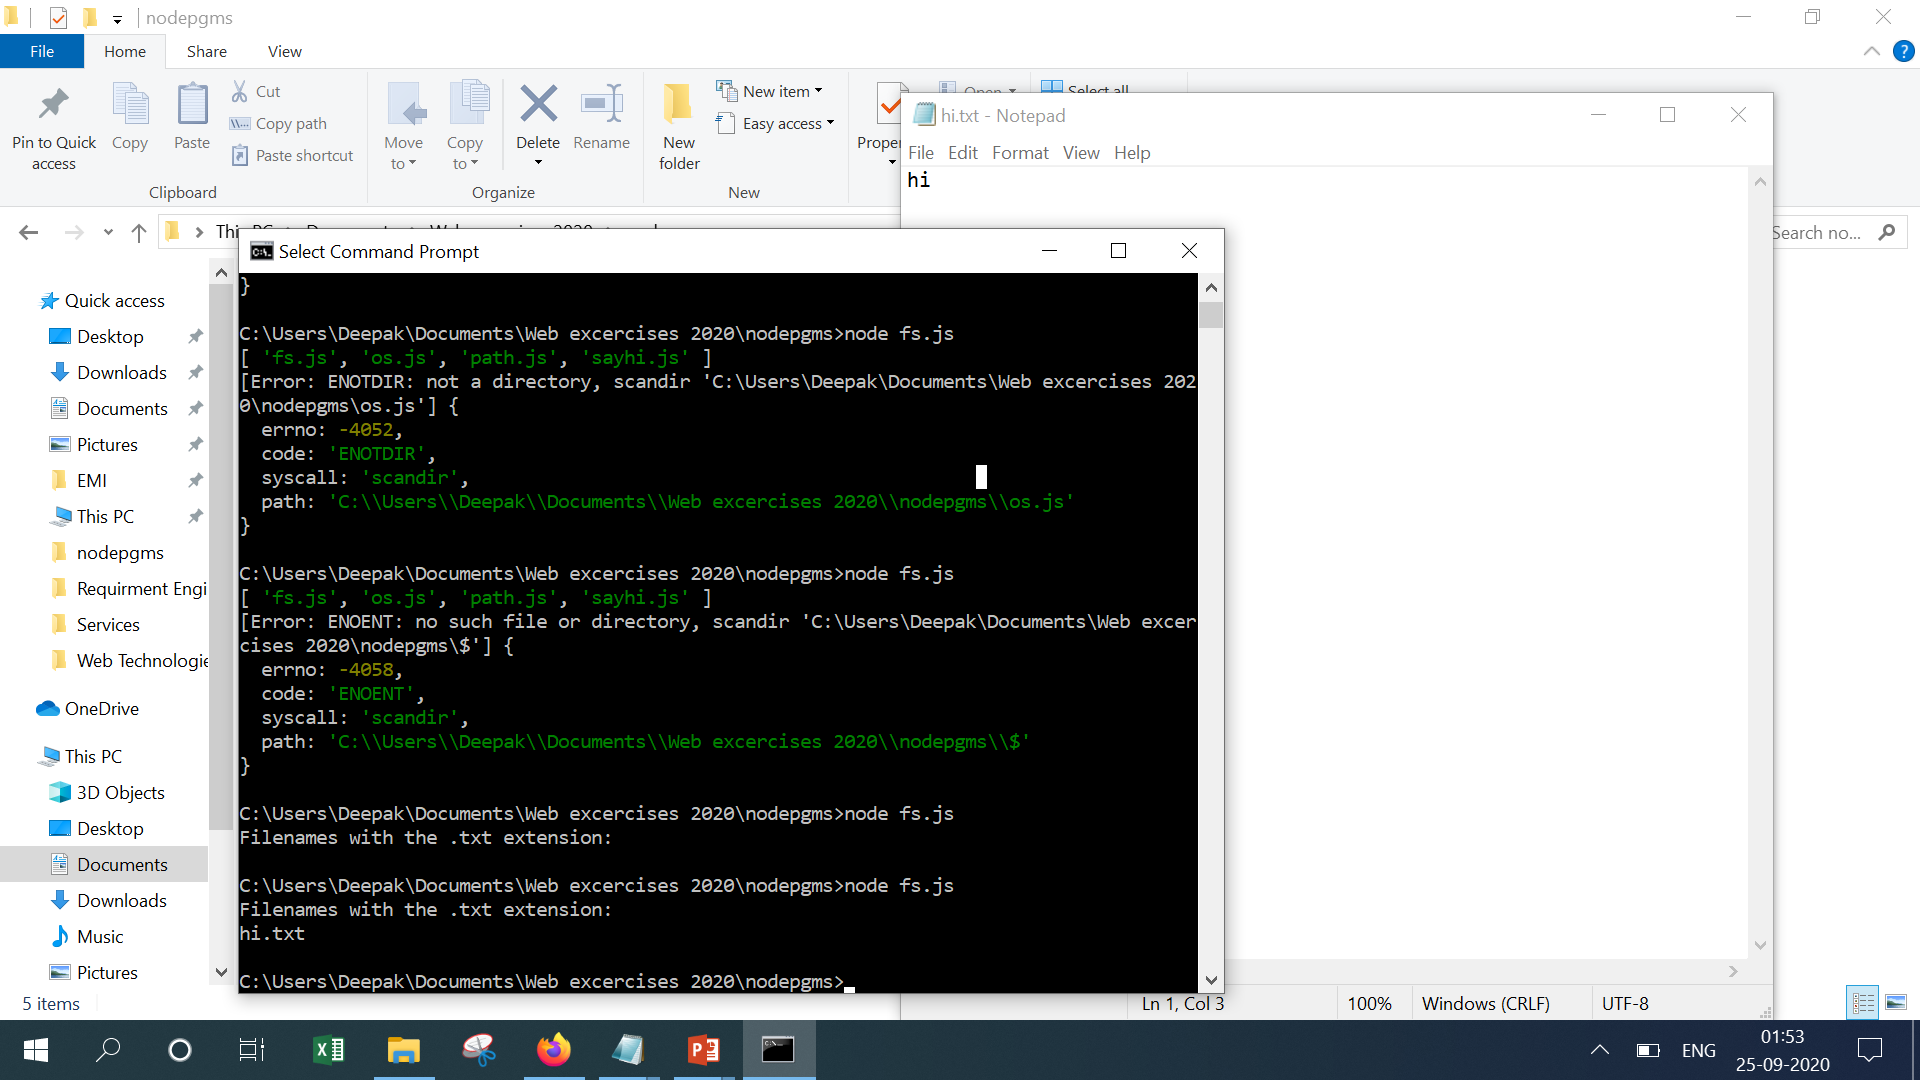 nodepgms
File Home Share View
Pin to Quick access
Copy
Paste
Cut
Copy path
Paste shortcut
Clipboard
Move to
Copy to
Delete
Rename
Organize
New folder
New item
Easy access
New
Proper
Open
Select all
Search no...
hi.txt - Notepad
File Edit Format View Help
hi
Ln 1, Col 3 100% Windows (CRLF) UTF-8
Quick access
Desktop
Downloads
Documents
Pictures
EMI
This PC
nodepgms
Requirment Engi
Services
Web Technologie
OneDrive
This PC
3D Objects
Desktop
Documents
Downloads
Music
Pictures
5 items
Select Command Prompt
}
C:\Users\Deepak\Documents\Web excercises 2020\nodepgms>node fs.js
[ 'fs.js', 'os.js', 'path.js', 'sayhi.js' ]
[Error: ENOTDIR: not a directory, scandir 'C:\Users\Deepak\Documents\Web excercises 202
0\nodepgms\os.js'] {
  errno: -4052,
  code: 'ENOTDIR',
  syscall: 'scandir',
  path: 'C:\\Users\\Deepak\\Documents\\Web excercises 2020\\nodepgms\\os.js'
}
C:\Users\Deepak\Documents\Web excercises 2020\nodepgms>node fs.js
[ 'fs.js', 'os.js', 'path.js', 'sayhi.js' ]
[Error: ENOENT: no such file or directory, scandir 'C:\Users\Deepak\Documents\Web excer
cises 2020\nodepgms\$'] {
  errno: -4058,
  code: 'ENOENT',
  syscall: 'scandir',
  path: 'C:\\Users\\Deepak\\Documents\\Web excercises 2020\\nodepgms\\$'
}
C:\Users\Deepak\Documents\Web excercises 2020\nodepgms>node fs.js
Filenames with the .txt extension:
C:\Users\Deepak\Documents\Web excercises 2020\nodepgms>node fs.js
Filenames with the .txt extension:
hi.txt
C:\Users\Deepak\Documents\Web excercises 2020\nodepgms>
ENG
01:53
25-09-2020